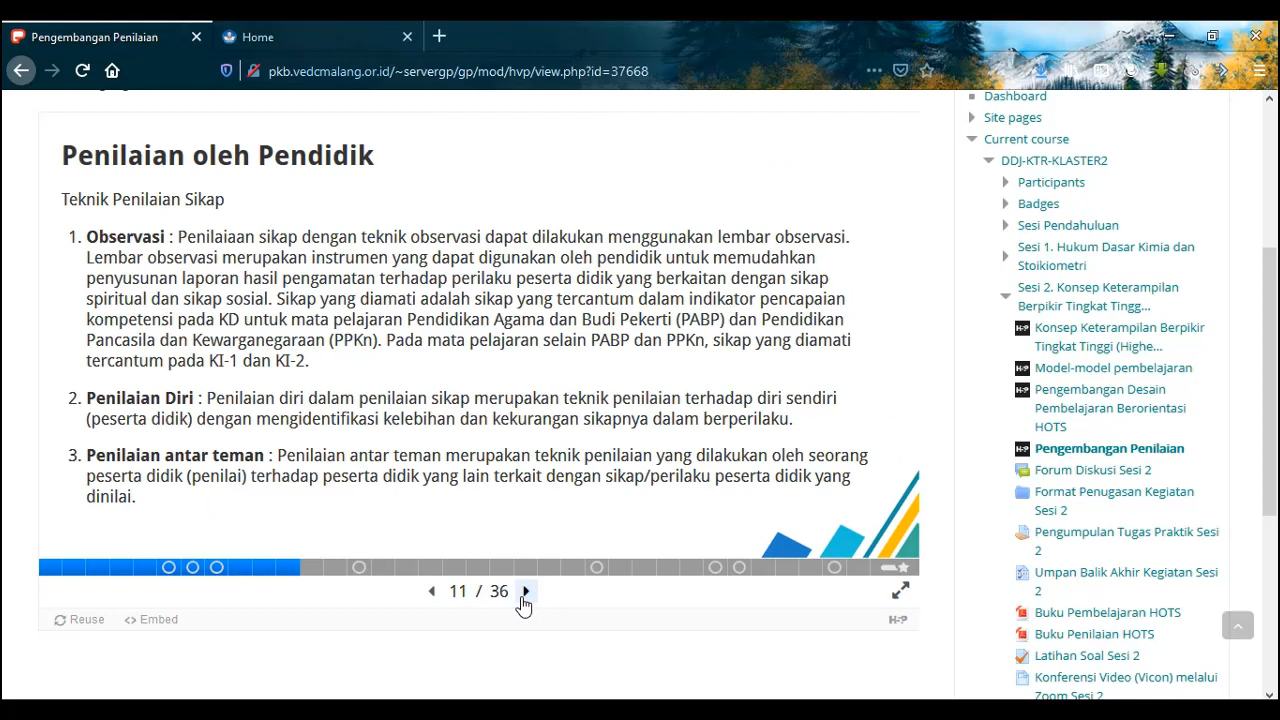 Pengembangan Penilaian
Home
pkb.vedcmalang.or.id/~servergp/gp/mod/hvp/view.php?id=37668
Penilaian oleh Pendidik
Teknik Penilaian Sikap
1. Observasi : Penilaiaan sikap dengan teknik observasi dapat dilakukan menggunakan lembar observasi.
Lembar observasi merupakan instrumen yang dapat digunakan oleh pendidik untuk memudahkan
penyusunan laporan hasil pengamatan terhadap perilaku peserta didik yang berkaitan dengan sikap
spiritual dan sikap sosial. Sikap yang diamati adalah sikap yang tercantum dalam indikator pencapaian
kompetensi pada KD untuk mata pelajaran Pendidikan Agama dan Budi Pekerti (PABP) dan Pendidikan
Pancasila dan Kewarganegaraan (PPKn). Pada mata pelajaran selain PABP dan PPKn, sikap yang diamati
tercantum pada KI-1 dan KI-2.
2. Penilaian Diri : Penilaian diri dalam penilaian sikap merupakan teknik penilaian terhadap diri sendiri
(peserta didik) dengan mengidentifikasi kelebihan dan kekurangan sikapnya dalam berperilaku.
3. Penilaian antar teman : Penilaian antar teman merupakan teknik penilaian yang dilakukan oleh seorang
peserta didik (penilai) terhadap peserta didik yang lain terkait dengan sikap/perilaku peserta didik yang
dinilai.
11 / 36
Reuse
Embed
H5P
Dashboard
Site pages
Current course
DDJ-KTR-KLASTER2
Participants
Badges
Sesi Pendahuluan
Sesi 1. Hukum Dasar Kimia dan
Stoikiometri
Sesi 2. Konsep Keterampilan
Berpikir Tingkat Tingg...
H5P Konsep Keterampilan Berpikir
Tingkat Tinggi (Highe...
H5P Model-model pembelajaran
H5P Pengembangan Desain
Pembelajaran Berorientasi
HOTS
H5P Pengembangan Penilaian
Forum Diskusi Sesi 2
Format Penugasan Kegiatan
Sesi 2
Pengumpulan Tugas Praktik Sesi
2
Umpan Balik Akhir Kegiatan Sesi
2
Buku Pembelajaran HOTS
Buku Penilaian HOTS
Latihan Soal Sesi 2
Konferensi Video (Vicon) melalui
Zoom Sesi 2